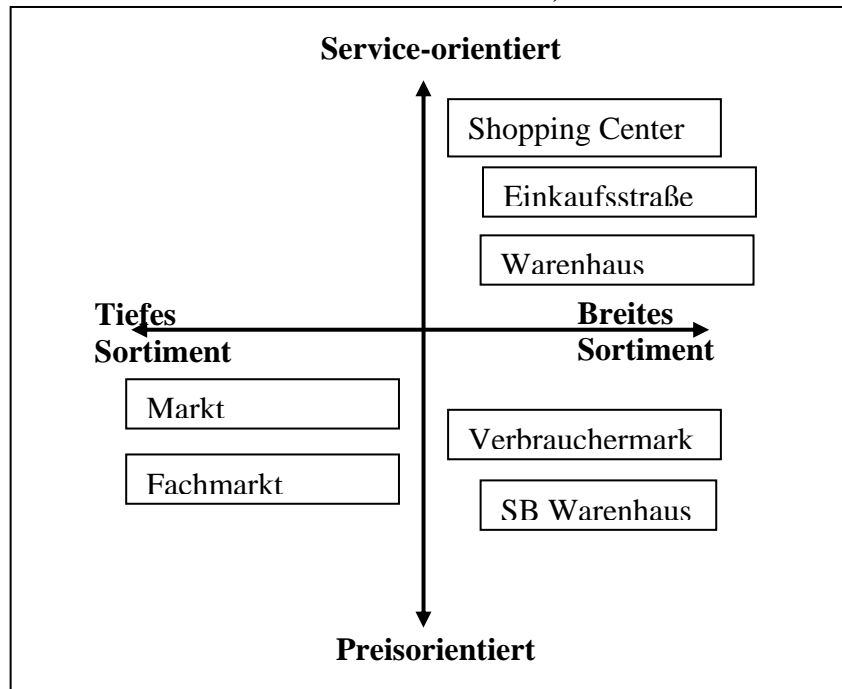 Service-orientiert
Shopping Center
Einkaufsstraße
Warenhaus
Tiefes
Sortiment
Breites
Sortiment
Markt
Fachmarkt
Verbrauchermark
SB Warenhaus
Preisorientiert